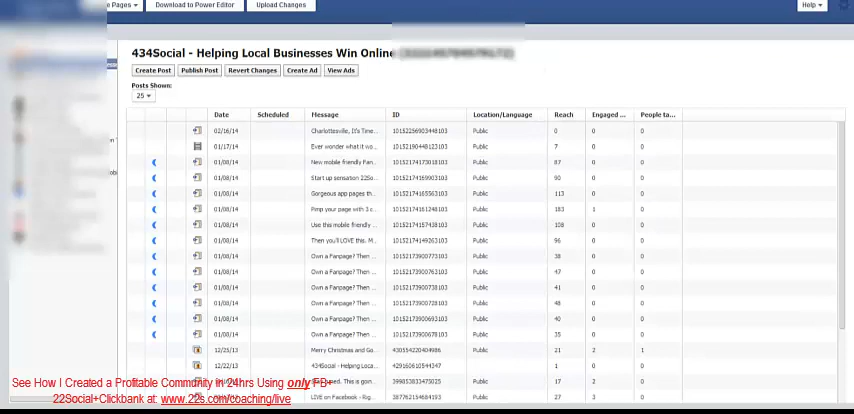 e Pages Download to Power Editor Upload Changes Help
434Social - Helping Local Businesses Win Online
Create Post Publish Post Revert Changes Create Ad View Ads
Posts Shown:
25
Date Scheduled Message ID Location/Language Reach Engaged ... People ta...
02/16/14 Charlottesville, It's Time... 10152256903448103 Public 0 0 0
01/17/14 Ever wonder what it wo... 10152190448123103 Public 7 0 0
01/08/14 New mobile friendly Fan... 10152174173018103 Public 87 0 0
01/08/14 Start up sensation 22So... 10152174169903103 Public 90 0 0
01/08/14 Gorgeous app pages th... 10152174165563103 Public 113 0 0
01/08/14 Pimp your page with 3 c... 10152174161248103 Public 183 1 0
01/08/14 Use this mobile friendly ... 10152174157438103 Public 108 0 0
01/08/14 Then you'll LOVE this. M... 10152174149263103 Public 96 0 0
01/08/14 Own a Fanpage? Then ... 10152173900773103 Public 38 0 0
01/08/14 Own a Fanpage? Then ... 10152173900763103 Public 47 0 0
01/08/14 Own a Fanpage? Then ... 10152173900728103 Public 41 0 0
01/08/14 Own a Fanpage? Then ... 10152173900738103 Public 48 0 0
01/08/14 Own a Fanpage? Then ... 10152173900693103 Public 40 0 0
01/08/14 Own a Fanpage? Then ... 10152173900678103 Public 35 0 0
12/25/13 Merry Christmas and Go... 430554220404986 Public 21 2 1
12/22/13 434Social - Helping Loca... 429160610544347 Public 1 0 0
399853833475025 Public 17 2 0
LIVE on Facebook - Rig... 287762154684193 Public 27 3 0
See How I Created a Profitable Community in 24hrs Using only FB+
22Social+Clickbank at: www.22s.com/coaching/live